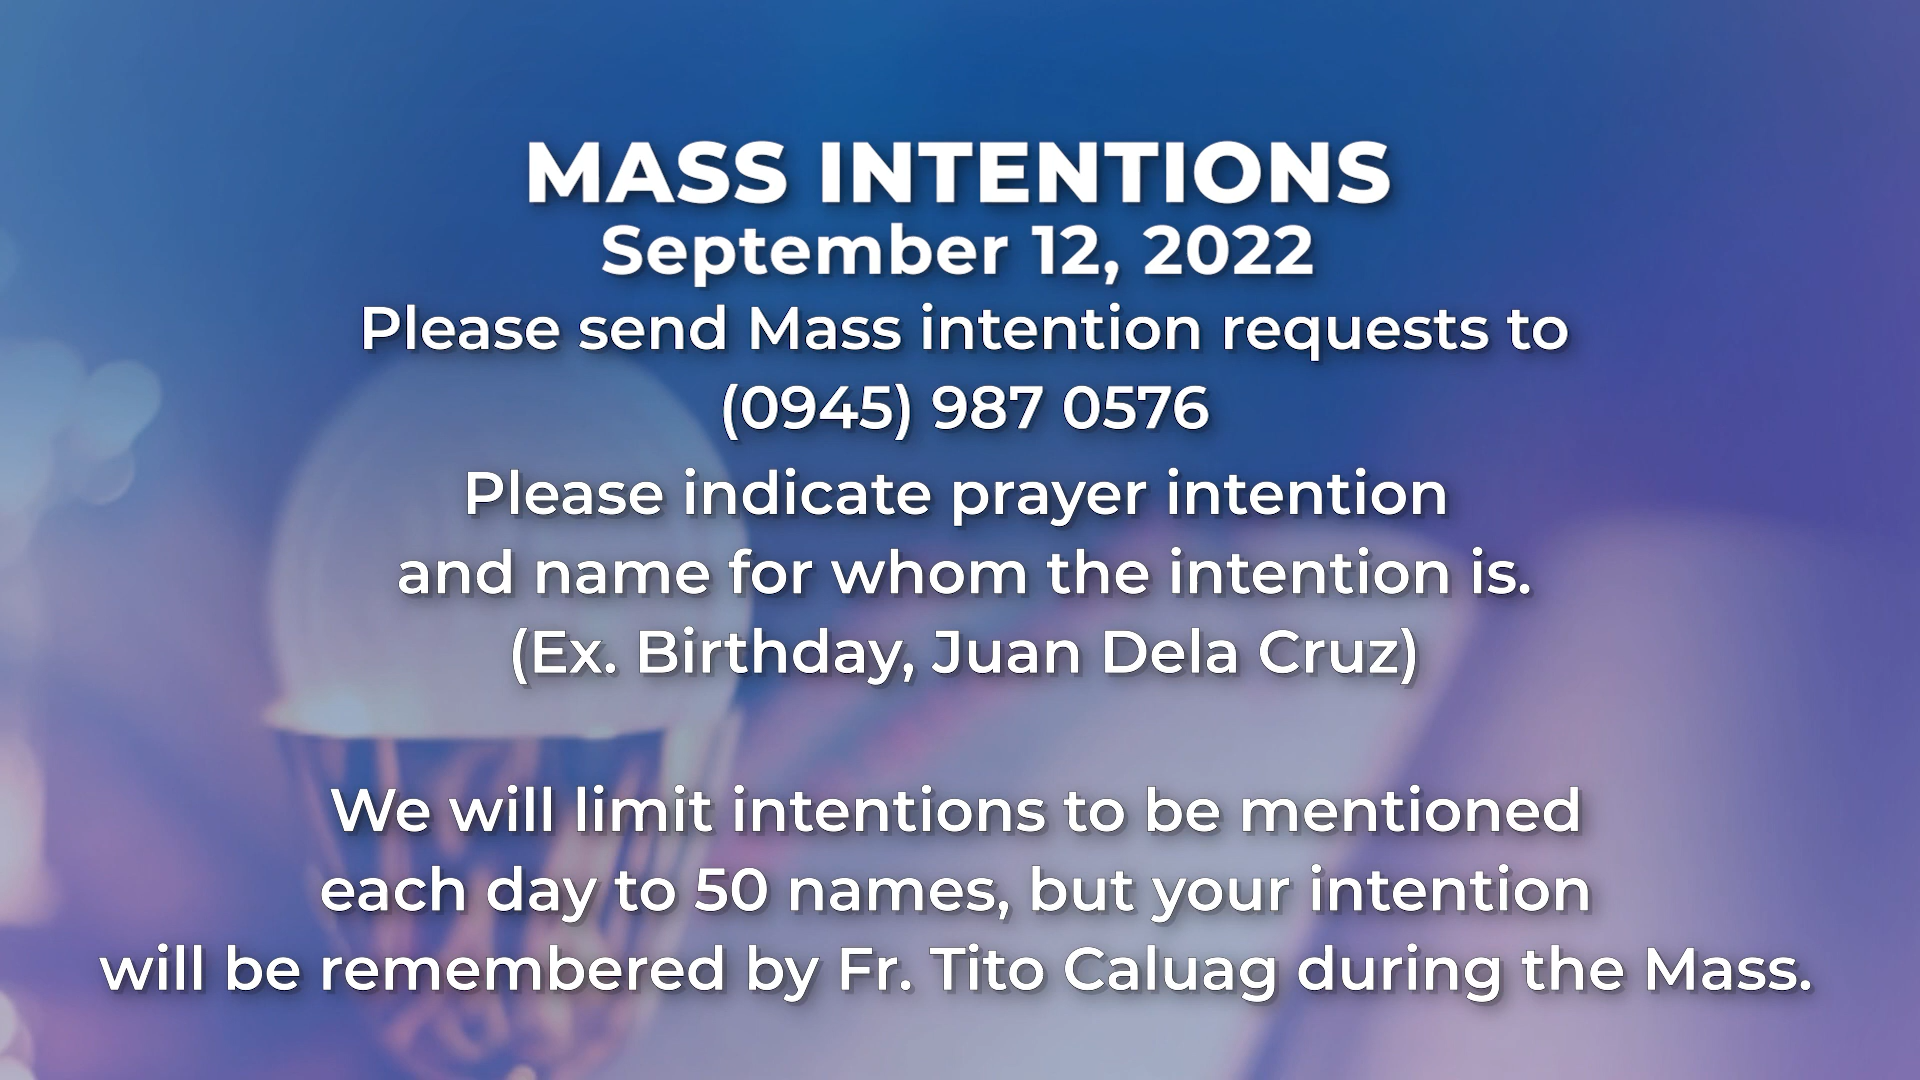 MASS INTENTIONS
September 12, 2022
Please send Mass intention requests to
(0945) 987 0576
Please indicate prayer intention
and name for whom the intention is.
(Ex. Birthday, Juan Dela Cruz)
We will limit intentions to be mentioned
each day to 50 names, but your intention
will be remembered by Fr. Tito Caluag during the Mass.